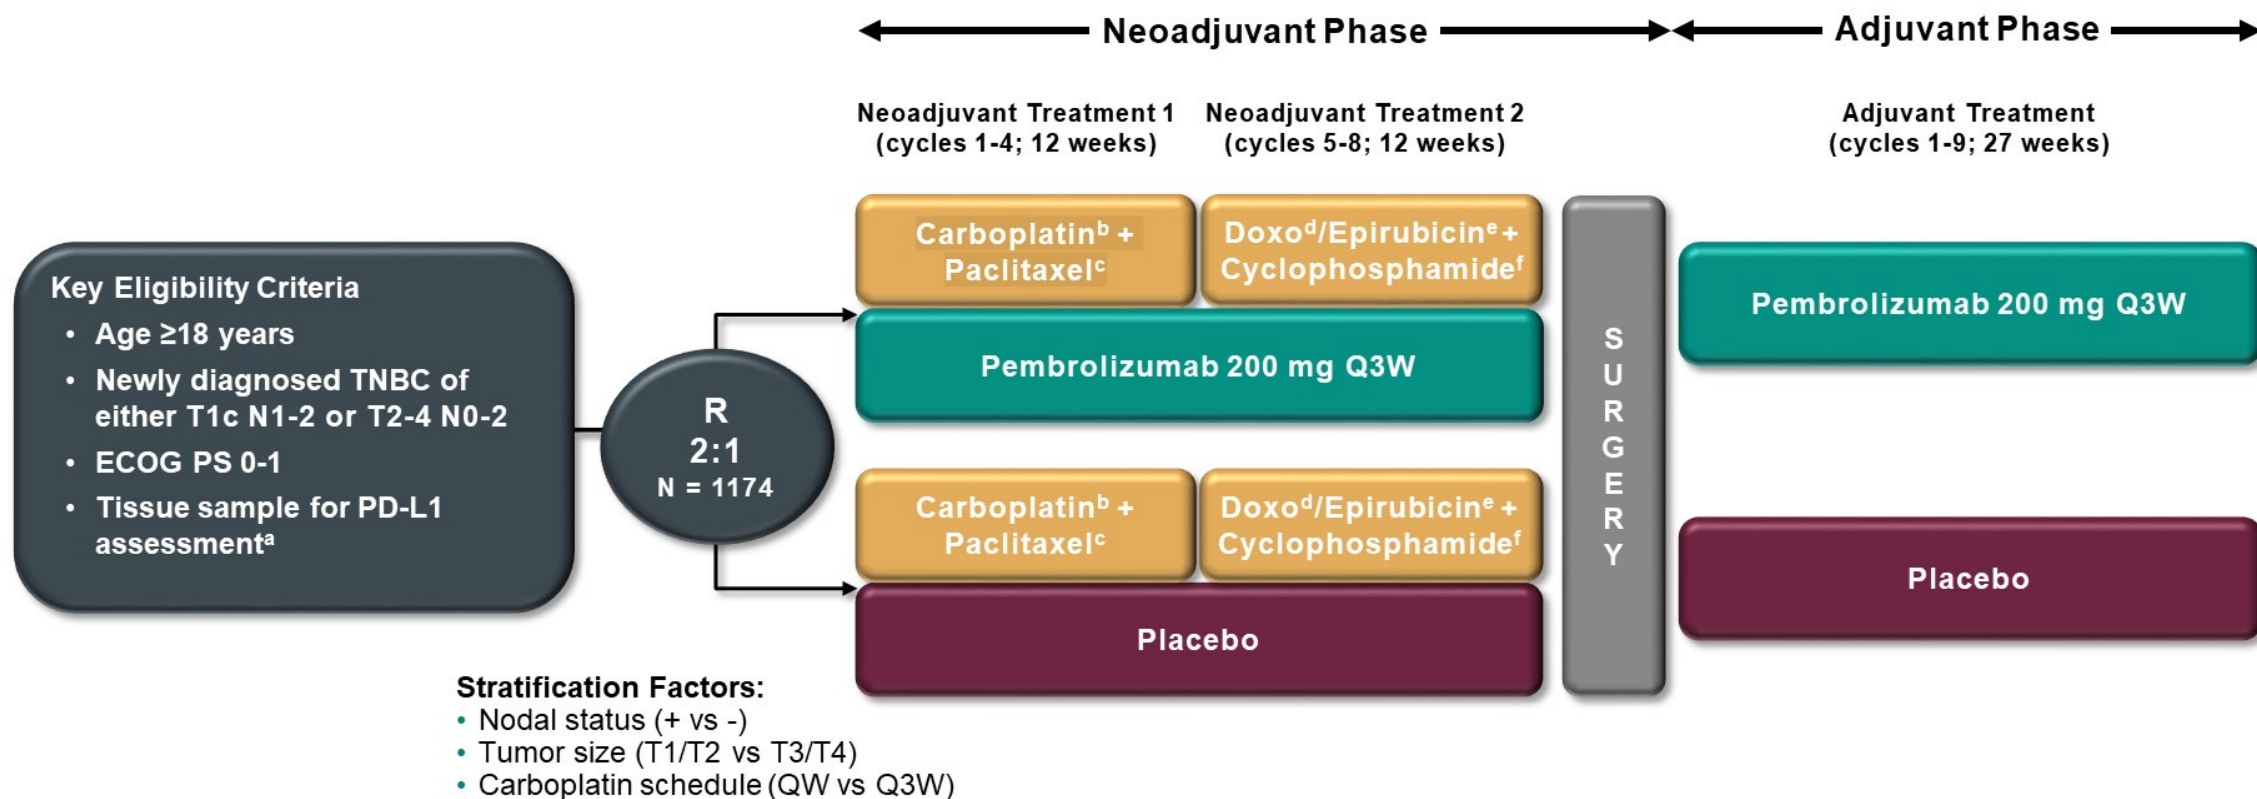 Neoadjuvant Phase
Adjuvant Phase
Neoadjuvant Treatment 1
(cycles 1-4; 12 weeks)
Neoadjuvant Treatment 2
(cycles 5-8; 12 weeks)
Adjuvant Treatment
(cycles 1-9; 27 weeks)
Key Eligibility Criteria
• Age ≥18 years
• Newly diagnosed TNBC of
either T1c N1-2 or T2-4 N0-2
• ECOG PS 0-1
• Tissue sample for PD-L1
assessmentᵃ
R
2:1
N = 1174
Carboplatinᵇ +
Paclitaxelᶜ
Doxoᵈ/Epirubicinᵉ +
Cyclophosphamideᶠ
Pembrolizumab 200 mg Q3W
Carboplatinᵇ +
Paclitaxelᶜ
Doxoᵈ/Epirubicinᵉ +
Cyclophosphamideᶠ
Placebo
SURGERY
Pembrolizumab 200 mg Q3W
Placebo
Stratification Factors:
• Nodal status (+ vs -)
• Tumor size (T1/T2 vs T3/T4)
• Carboplatin schedule (QW vs Q3W)